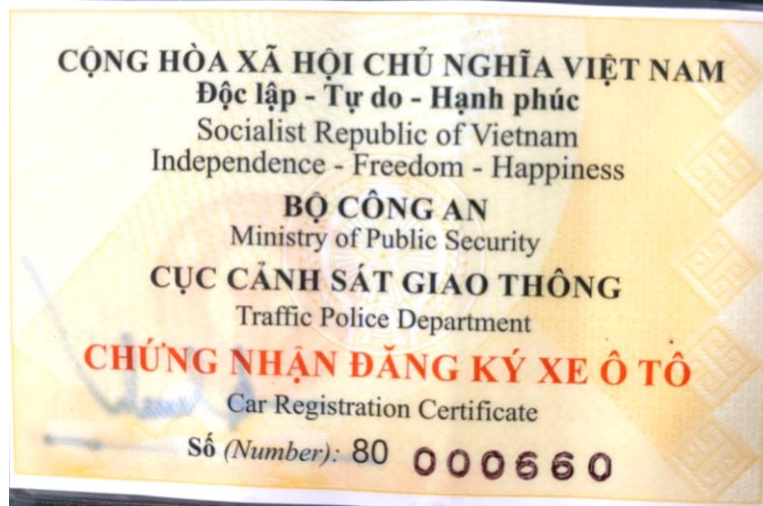 CỘNG HÒA XÃ HỘI CHỦ NGHĨA VIỆT NAM
Độc lập - Tự do - Hạnh phúc
Socialist Republic of Vietnam
Independence - Freedom - Happiness
BỘ CÔNG AN
Ministry of Public Security
CỤC CẢNH SÁT GIAO THÔNG
Traffic Police Department
CHỨNG NHẬN ĐĂNG KÝ XE Ô TÔ
Car Registration Certificate
Số (Number): 80 000660